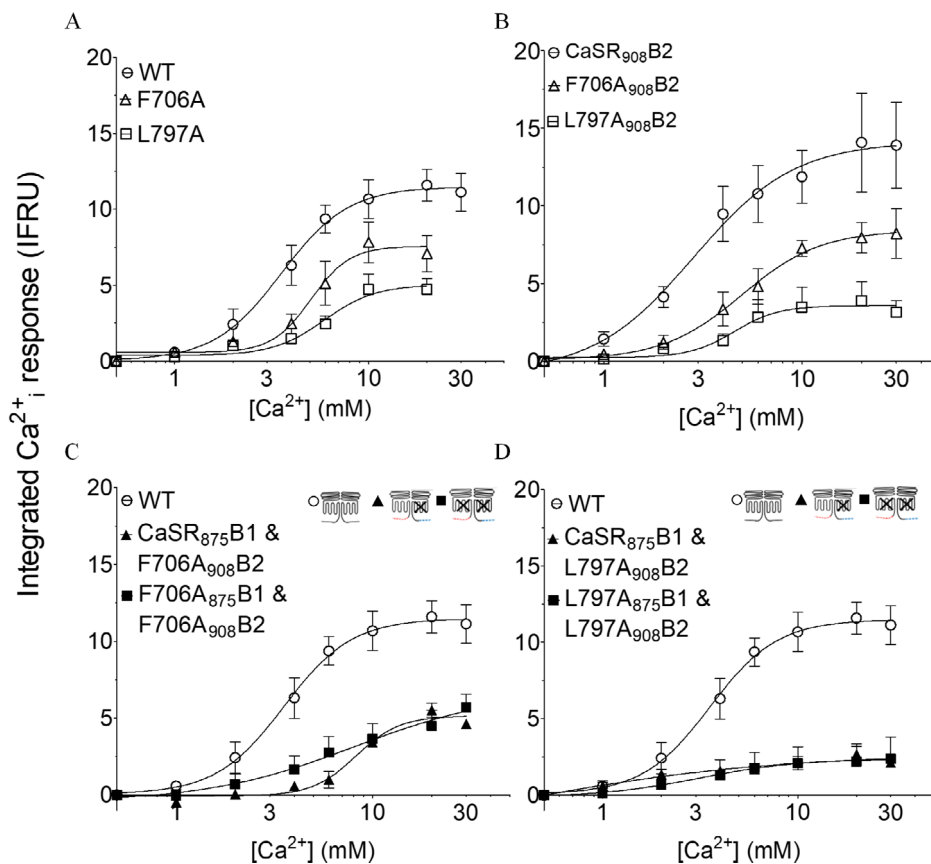 A
20
15
10
5
0
WT
F706A
L797A
1
3
10
30
[Ca²⁺] (mM)
B
20
15
10
5
0
CaSR₉₀₈B2
F706A₉₀₈B2
L797A₉₀₈B2
1
3
10
30
[Ca²⁺] (mM)
Integrated Ca²⁺ᵢ response (IFRU)
C
20
15
10
5
0
WT
CaSR₈₇₅B1 &
F706A₉₀₈B2
F706A₈₇₅B1 &
F706A₉₀₈B2
1
3
10
30
[Ca²⁺] (mM)
D
20
15
10
5
0
WT
CaSR₈₇₅B1 &
L797A₉₀₈B2
L797A₈₇₅B1 &
L797A₉₀₈B2
1
3
10
30
[Ca²⁺] (mM)